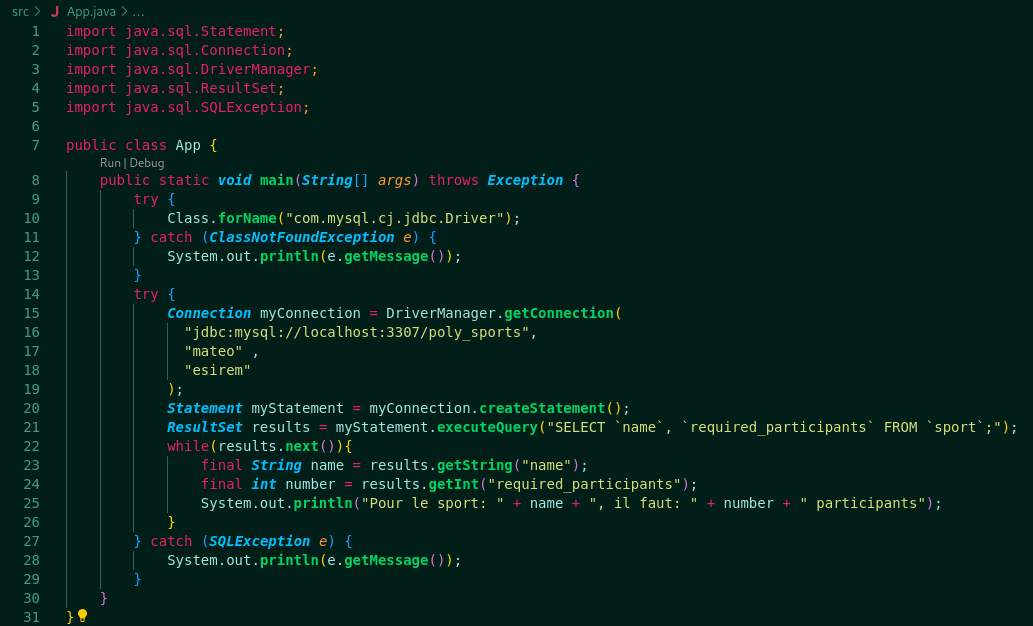 src > J App.java > ...
1 import java.sql.Statement;
2 import java.sql.Connection;
3 import java.sql.DriverManager;
4 import java.sql.ResultSet;
5 import java.sql.SQLException;
6
7 public class App {
Run | Debug
8     public static void main(String[] args) throws Exception {
9         try {
10             Class.forName("com.mysql.cj.jdbc.Driver");
11         } catch (ClassNotFoundException e) {
12             System.out.println(e.getMessage());
13         }
14         try {
15             Connection myConnection = DriverManager.getConnection(
16               "jdbc:mysql://localhost:3307/poly_sports",
17               "mateo" ,
18               "esirem"
19             );
20             Statement myStatement = myConnection.createStatement();
21             ResultSet results = myStatement.executeQuery("SELECT `name`, `required_participants` FROM `sport`;");
22             while(results.next()){
23                 final String name = results.getString("name");
24                 final int number = results.getInt("required_participants");
25                 System.out.println("Pour le sport: " + name + ", il faut: " + number + " participants");
26             }
27         } catch (SQLException e) {
28             System.out.println(e.getMessage());
29         }
30     }
31 }